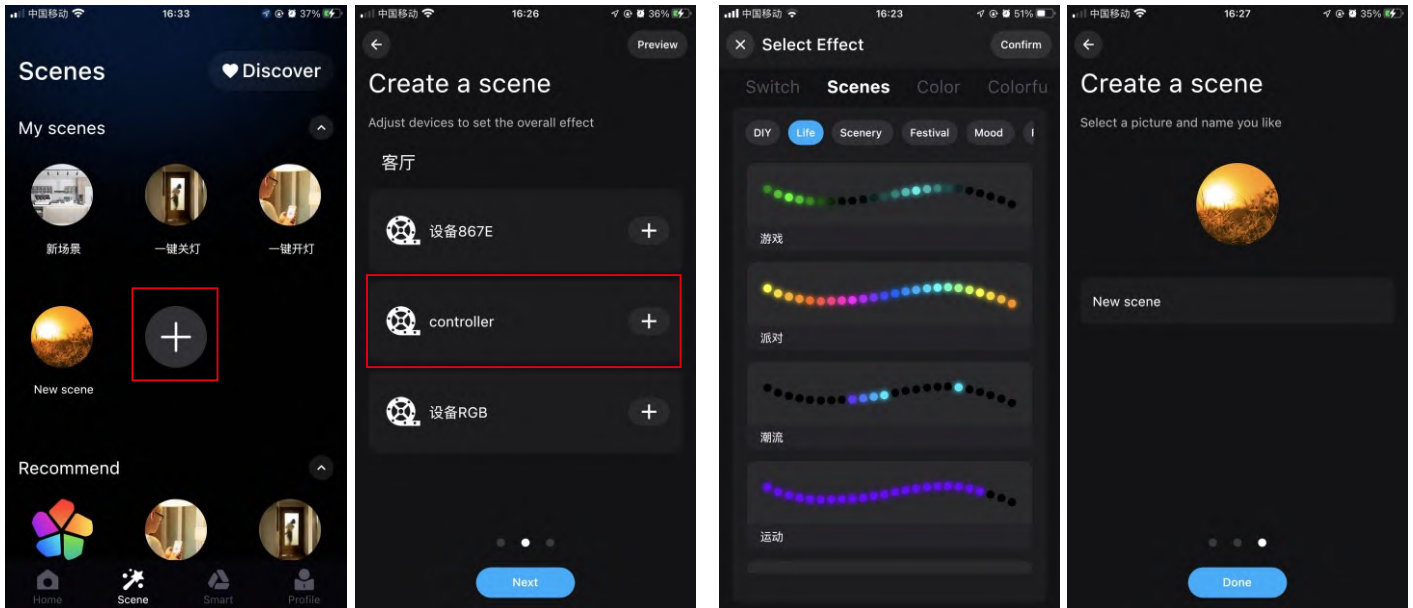 中国移动 16:33 37%
Scenes Discover
My scenes
新场景 一键关灯 一键开灯
New scene
Recommend
Home Scene Smart Profile
中国移动 16:26 36%
Preview
Create a scene
Adjust devices to set the overall effect
客厅
设备867E
controller
设备RGB
Next
中国移动 16:23 51%
Select Effect Confirm
Switch Scenes Color Colorfu
DIY Life Scenery Festival Mood
游戏
派对
潮流
运动
中国移动 16:27 35%
Create a scene
Select a picture and name you like
New scene
Done